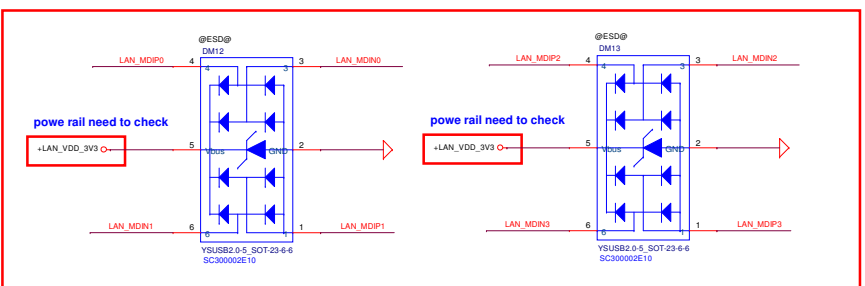 @ESD@
DM12
LAN_MDIP0
4
4
3
3
LAN_MDIN0
powe rail need to check
+LAN_VDD_3V3
5
Vbus
GND
2
LAN_MDIN1
6
6
1
1
LAN_MDIP1
YSUSB2.0-5_SOT-23-6-6
SC300002E10
@ESD@
DM13
LAN_MDIP2
4
4
3
3
LAN_MDIN2
powe rail need to check
+LAN_VDD_3V3
5
Vbus
GND
2
LAN_MDIN3
6
6
1
1
LAN_MDIP3
YSUSB2.0-5_SOT-23-6-6
SC300002E10